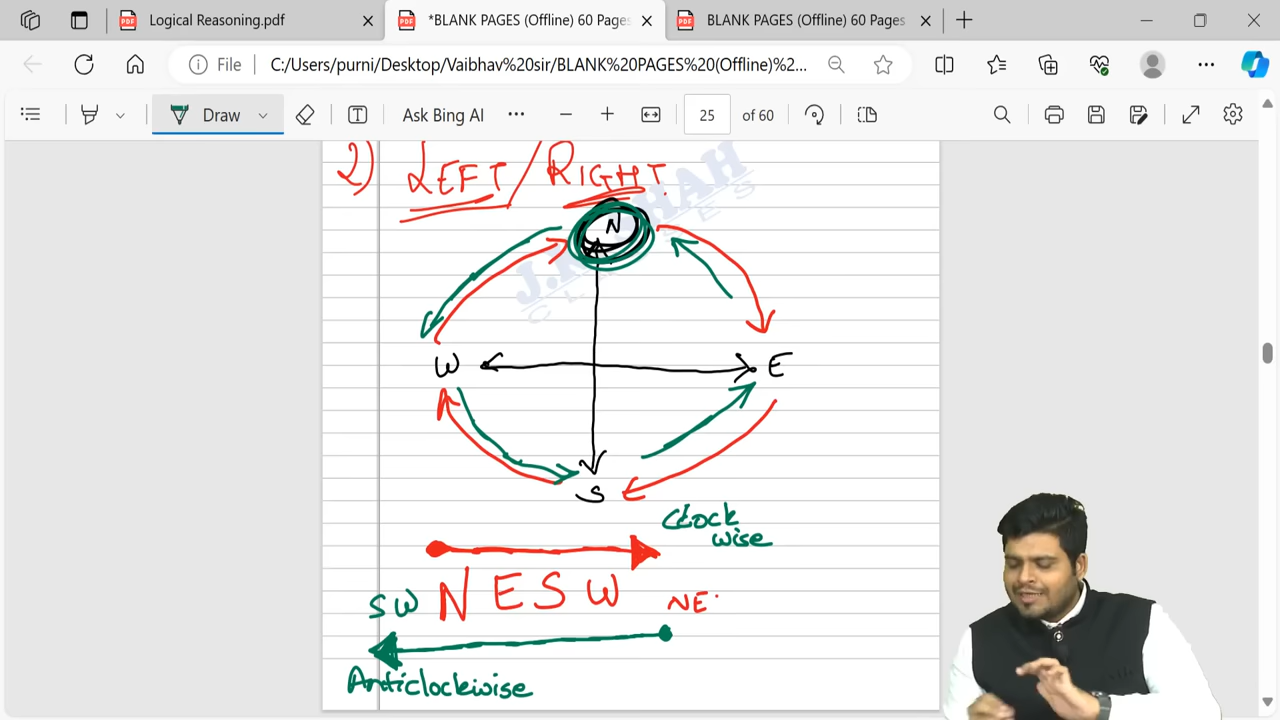 Logical Reasoning.pdf
*BLANK PAGES (Offline) 60 Pages
BLANK PAGES (Offline) 60 Pages
File
C:/Users/purni/Desktop/Vaibhav%20sir/BLANK%20PAGES%20(Offline)%2...
Draw
Ask Bing AI
25
of 60
2) LEFT/RIGHT
N
W
E
S
Clock
wise
SW N E S W NE
Anticlockwise